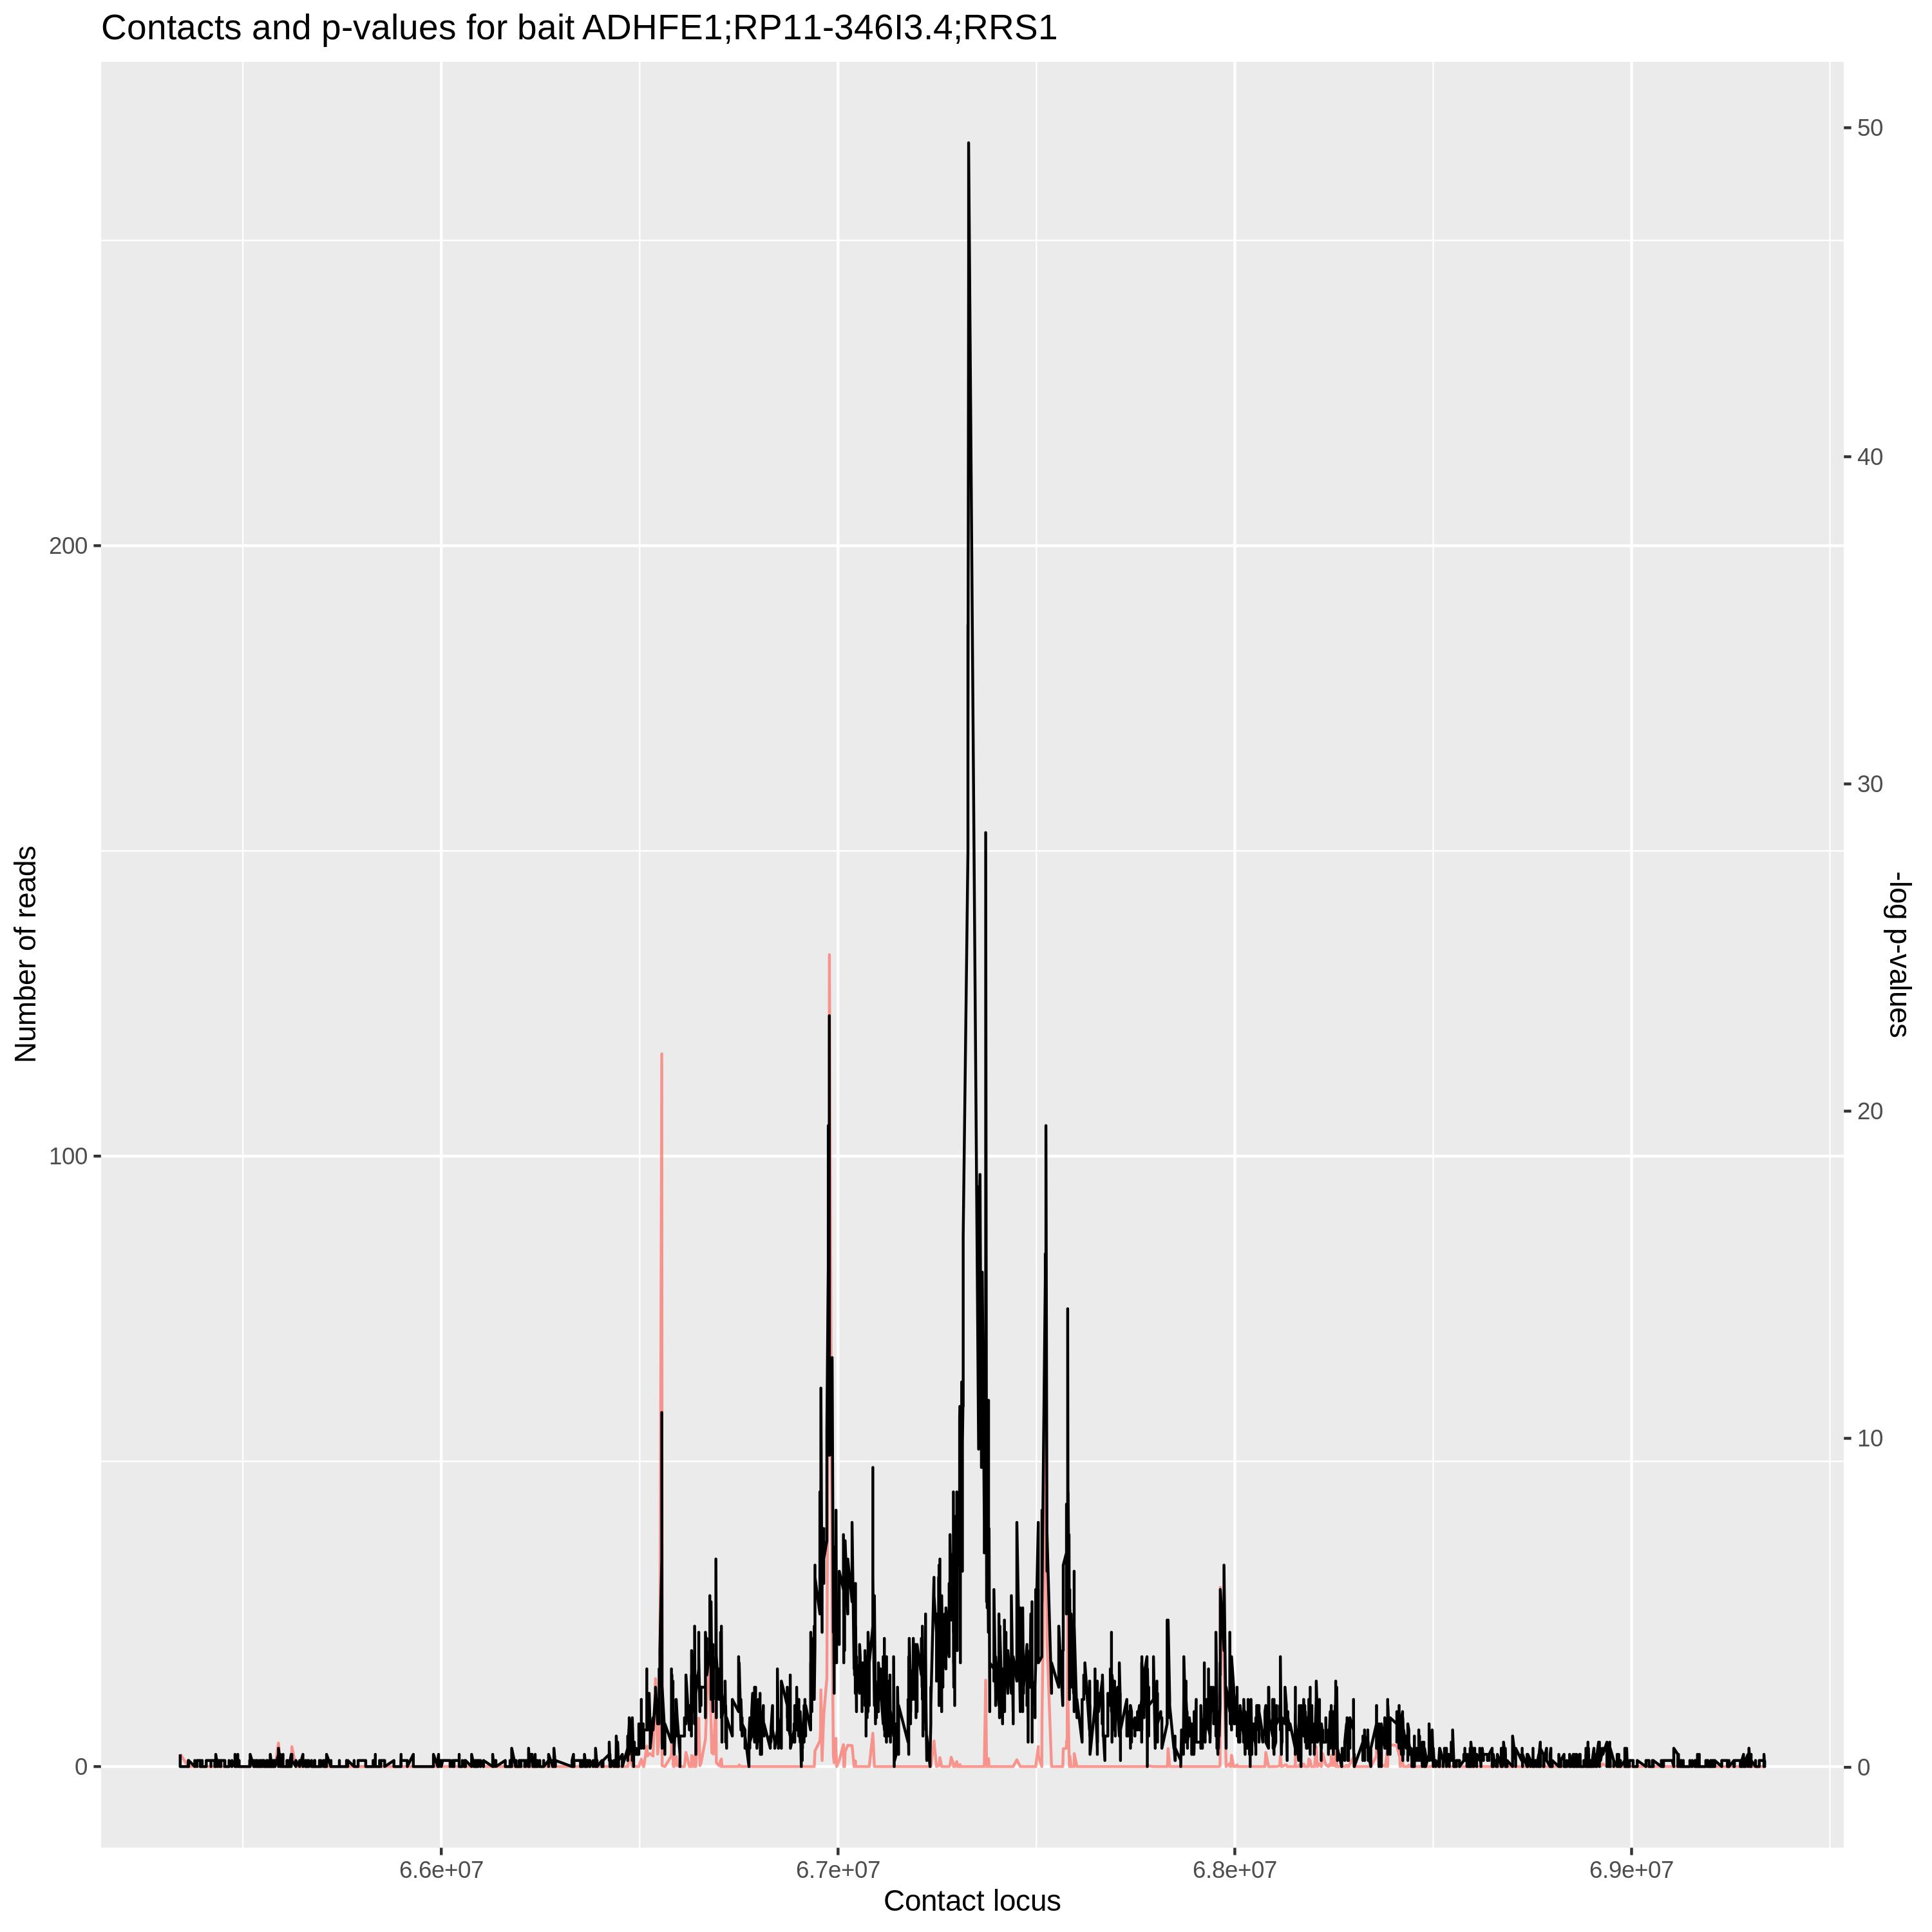 Contacts and p-values for bait ADHFE1;RP11-346I3.4;RRS1
50
40
200
30
Number of reads
-log p-values
20
100
10
0
0
6.6e+07
6.7e+07
6.8e+07
6.9e+07
Contact locus